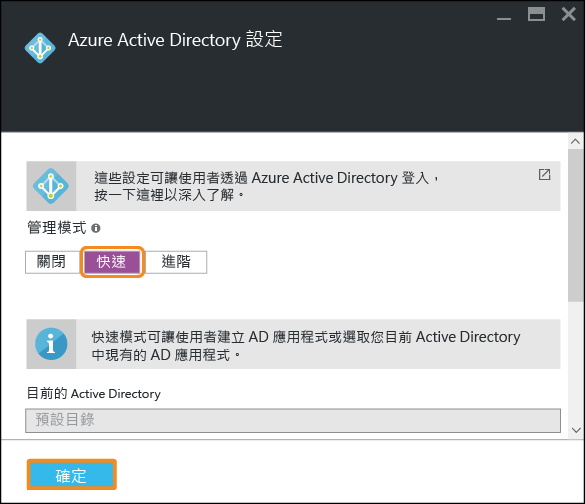 Azure Active Directory 設定
這些設定可讓使用者透過 Azure Active Directory 登入，
按一下這裡以深入了解。
管理模式
關閉 快速 進階
快速模式可讓使用者建立 AD 應用程式或選取您目前 Active Directory
中現有的 AD 應用程式。
目前的 Active Directory
預設目錄
確定